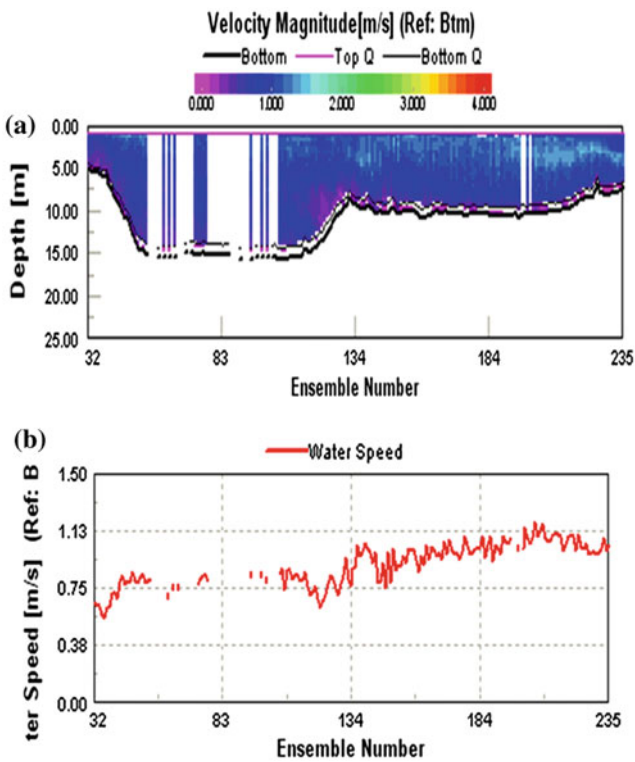 Velocity Magnitude[m/s] (Ref: Btm)
Bottom Top Q Bottom Q
0.000 1.000 2.000 3.000 4.000
(a)
Depth [m]
0.00
5.00
10.00
15.00
20.00
25.00
32 83 134 184 235
Ensemble Number
(b)
Water Speed
ter Speed [m/s] (Ref: B
1.50
1.13
0.75
0.38
0.00
32 83 134 184 235
Ensemble Number